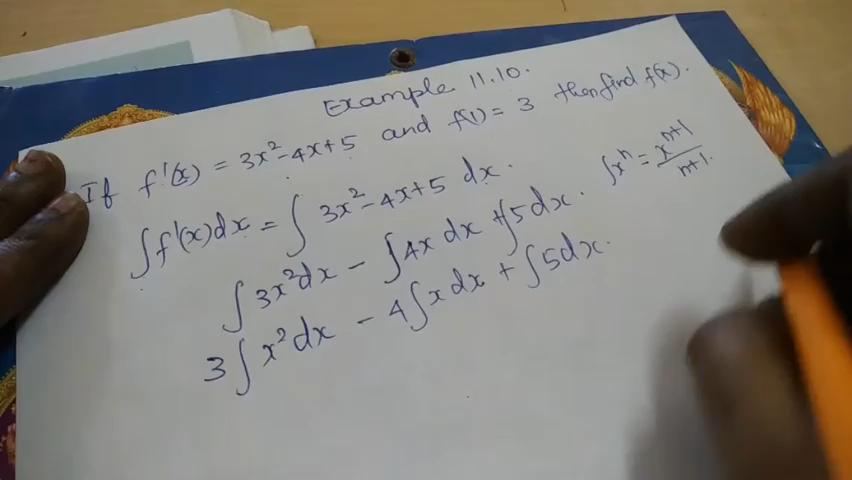 Example 11.10.
If f'(x) = 3x²-4x+5 and f(1) = 3 then find f(x).
∫f'(x)dx = ∫ 3x²-4x+5 dx. ∫xⁿ = xⁿ⁺¹/n+1.
∫3x²dx - ∫4x dx + ∫5dx.
3∫x²dx - 4∫x dx + ∫5dx.